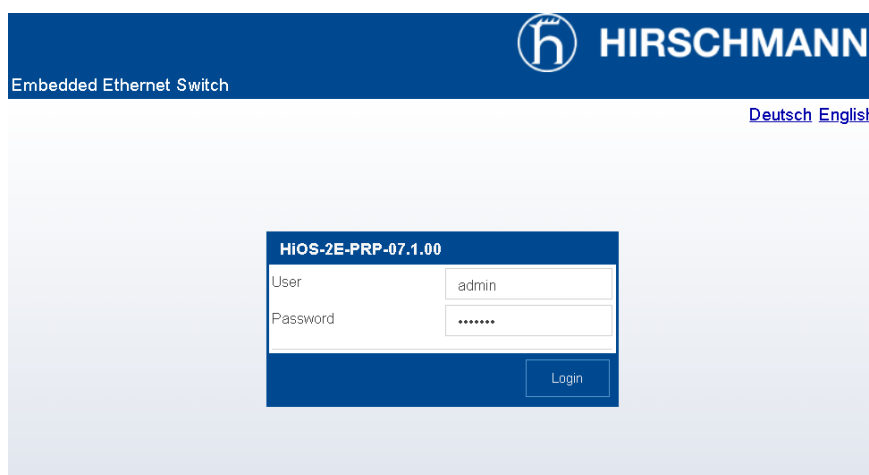 HIRSCHMANN
Embedded Ethernet Switch
Deutsch English
HiOS-2E-PRP-07.1.00
User admin
Password •••••••
Login